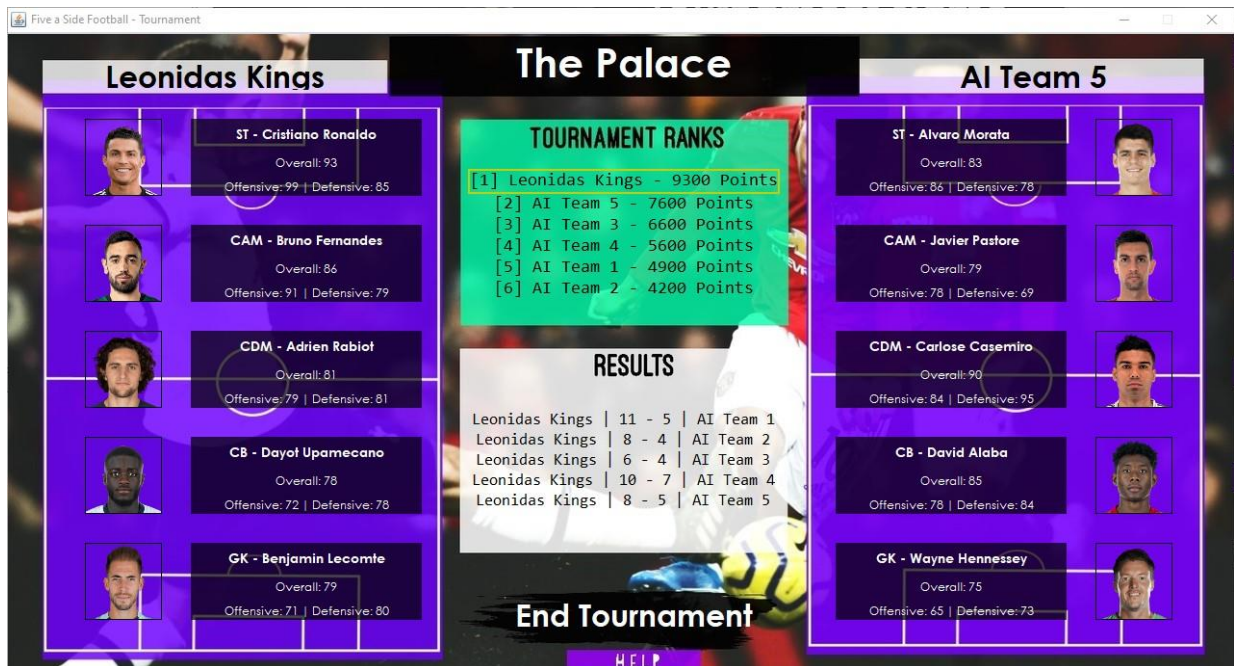 Five a Side Football - Tournament
The Palace
Leonidas Kings
ST - Cristiano Ronaldo
Overall: 93
Offensive: 99 | Defensive: 85
CAM - Bruno Fernandes
Overall: 86
Offensive: 91 | Defensive: 79
CDM - Adrien Rabiot
Overall: 81
Offensive: 79 | Defensive: 81
CB - Dayot Upamecano
Overall: 78
Offensive: 72 | Defensive: 78
GK - Benjamin Lecomte
Overall: 79
Offensive: 71 | Defensive: 80
TOURNAMENT RANKS
[1] Leonidas Kings - 9300 Points
[2] AI Team 5 - 7600 Points
[3] AI Team 3 - 6600 Points
[4] AI Team 4 - 5600 Points
[5] AI Team 1 - 4900 Points
[6] AI Team 2 - 4200 Points
RESULTS
Leonidas Kings | 11 - 5 | AI Team 1
Leonidas Kings | 8 - 4 | AI Team 2
Leonidas Kings | 6 - 4 | AI Team 3
Leonidas Kings | 10 - 7 | AI Team 4
Leonidas Kings | 8 - 5 | AI Team 5
End Tournament
HELP
AI Team 5
ST - Alvaro Morata
Overall: 83
Offensive: 86 | Defensive: 78
CAM - Javier Pastore
Overall: 79
Offensive: 78 | Defensive: 69
CDM - Carlose Casemiro
Overall: 90
Offensive: 84 | Defensive: 95
CB - David Alaba
Overall: 85
Offensive: 78 | Defensive: 84
GK - Wayne Hennessey
Overall: 75
Offensive: 65 | Defensive: 73